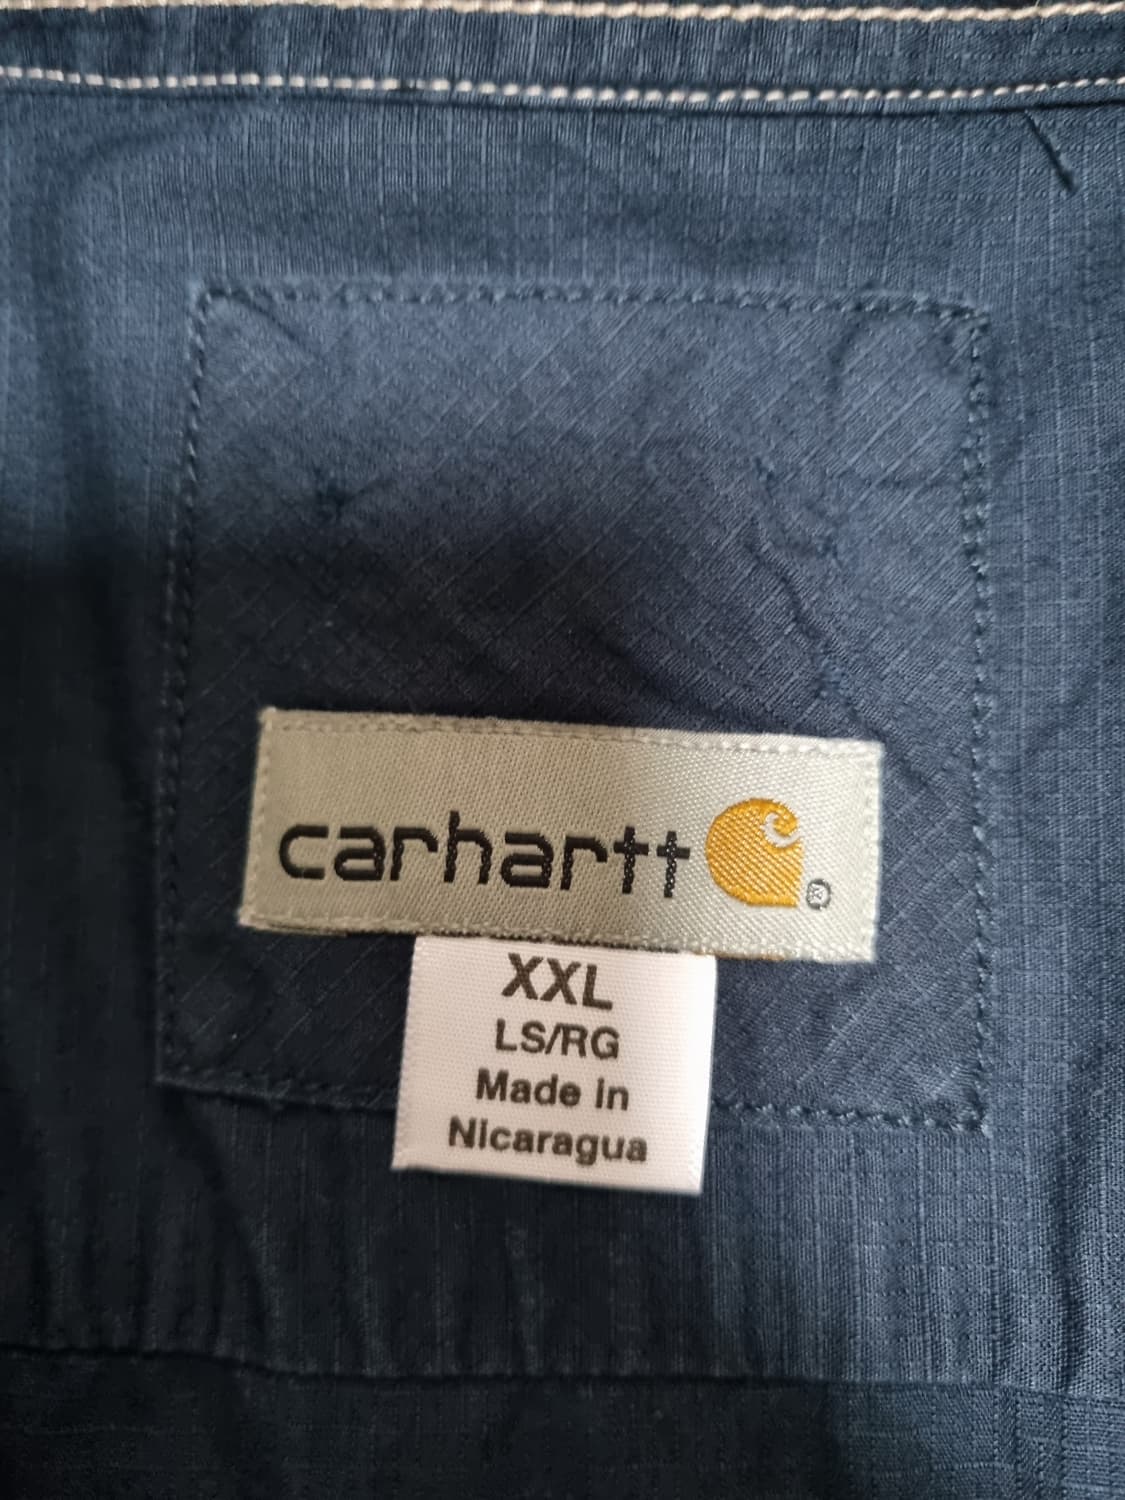 carhartt ®
XXL
LS/RG
Made in
Nicaragua